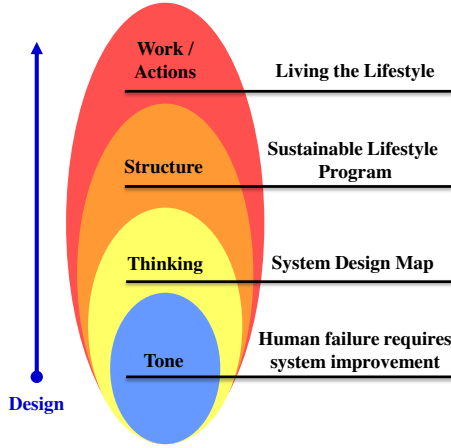 Work /
Actions
Living the Lifestyle
Structure
Sustainable Lifestyle
Program
Thinking
System Design Map
Tone
Human failure requires
system improvement
Design